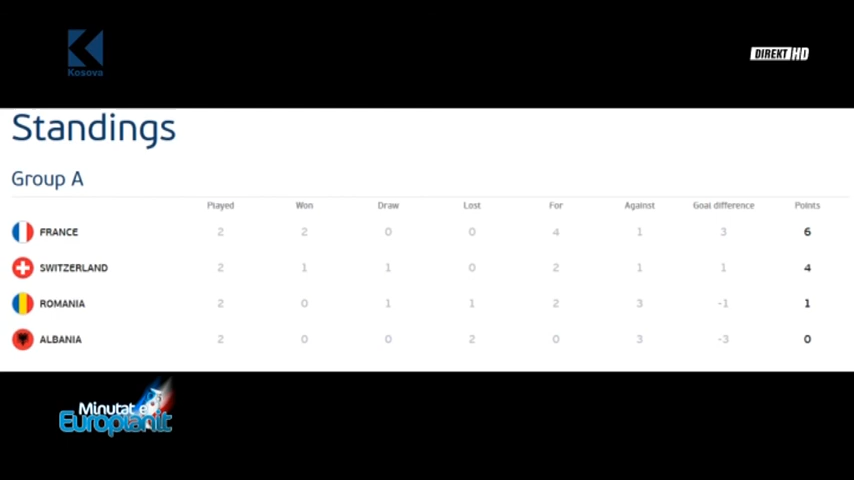 Kosova
DIREKT HD
Standings
Group A
Played Won Draw Lost For Against Goal difference Points
FRANCE 2 2 0 0 4 1 3 6
SWITZERLAND 2 1 1 0 2 1 1 4
ROMANIA 2 0 1 1 2 3 -1 1
ALBANIA 2 0 0 2 0 3 -3 0
Minutat e
Europianit